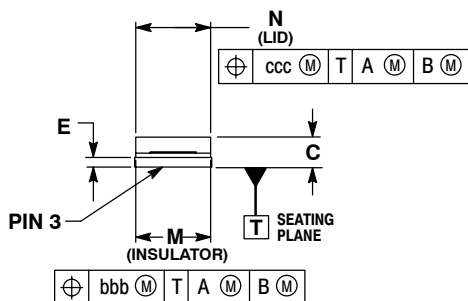 N
(LID)
⌖ ccc Ⓜ T A Ⓜ B Ⓜ
E
C
PIN 3
M
(INSULATOR)
T
SEATING
PLANE
⌖ bbb Ⓜ T A Ⓜ B Ⓜ